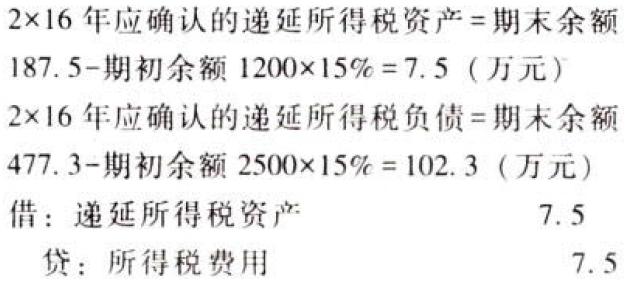 2×16 年应确认的递延所得税资产=期末余额
187.5-期初余额 1200×15%=7.5（万元）
2×16 年应确认的递延所得税负债=期末余额
477.3-期初余额 2500×15%=102.3（万元）
借：递延所得税资产 7.5
贷：所得税费用 7.5